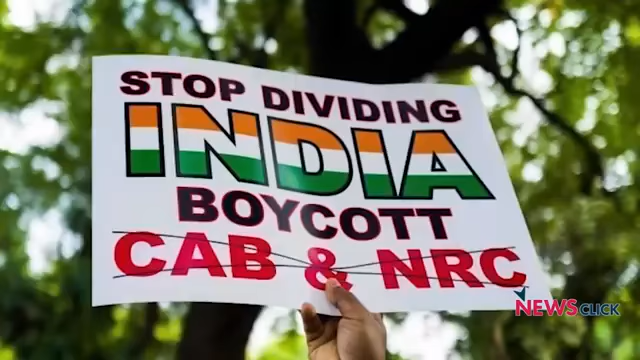 STOP DIVIDING
INDIA
BOYCOTT
CAB & NRC
NEWSCLICK